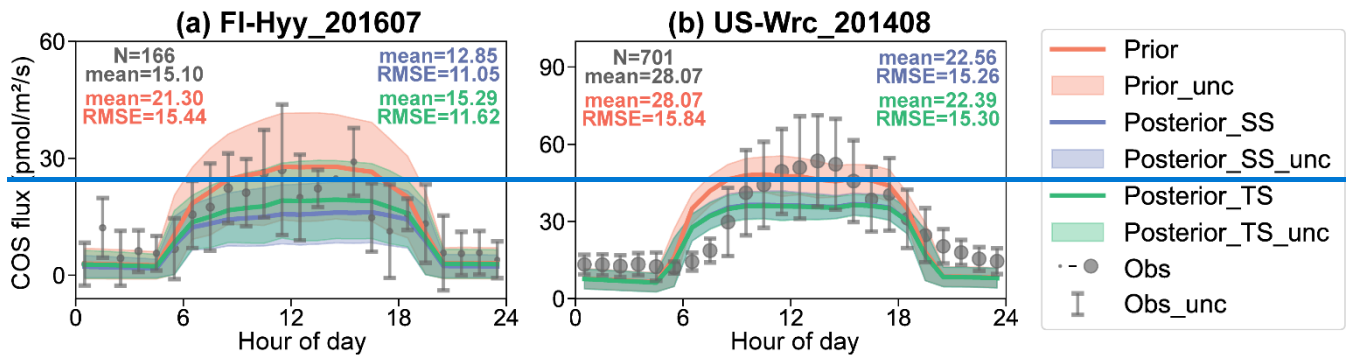 (a) FI-Hyy_201607
(b) US-Wrc_201408
COS flux (pmol/m²/s)
60
30
0
N=166
mean=15.10
mean=21.30
RMSE=15.44
mean=12.85
RMSE=11.05
mean=15.29
RMSE=11.62
0
6
12
18
24
Hour of day
90
60
30
0
N=701
mean=28.07
mean=28.07
RMSE=15.84
mean=22.56
RMSE=15.26
mean=22.39
RMSE=15.30
0
6
12
18
24
Hour of day
Prior
Prior_unc
Posterior_SS
Posterior_SS_unc
Posterior_TS
Posterior_TS_unc
Obs
Obs_unc